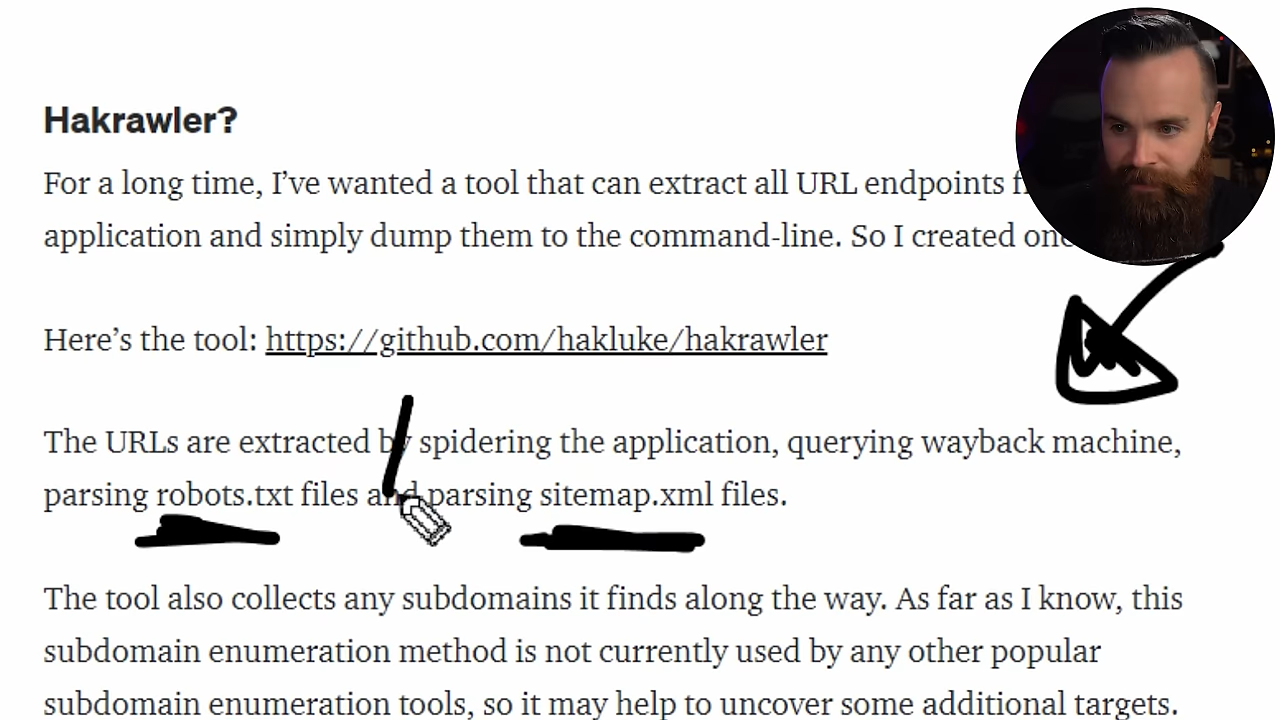 Hakrawler?
For a long time, I've wanted a tool that can extract all URL endpoints
application and simply dump them to the command-line. So I created
Here's the tool: https://github.com/hakluke/hakrawler
The URLs are extracted by spidering the application, querying wayback machine,
parsing robots.txt files and parsing sitemap.xml files.
The tool also collects any subdomains it finds along the way. As far as I know, this
subdomain enumeration method is not currently used by any other popular
subdomain enumeration tools, so it may help to uncover some additional targets.